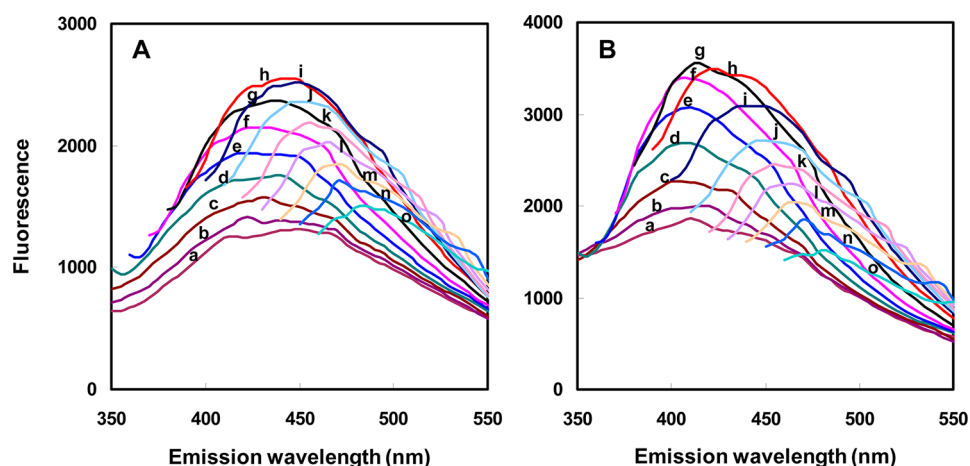 A
3000
2000
1000
0
a
b
c
d
e
f
g
h
i
j
k
l
m
n
o
350
400
450
500
550
Emission wavelength (nm)
Fluorescence
B
4000
3000
2000
1000
0
a
b
c
d
e
f
g
h
i
j
k
l
m
n
o
350
400
450
500
550
Emission wavelength (nm)